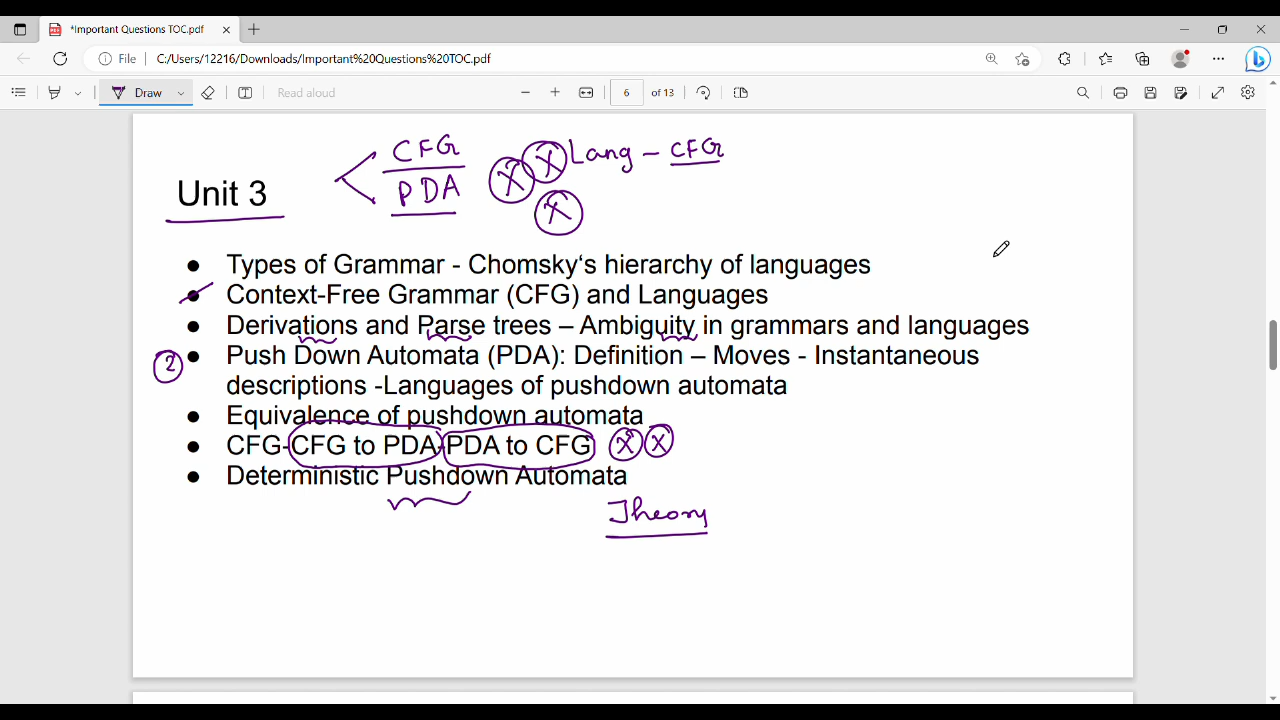 *Important Questions TOC.pdf
File
C:/Users/12216/Downloads/Important%20Questions%20TOC.pdf
Draw
Read aloud
6 of 13
CFG
PDA
X X X
Lang - CFG
Unit 3
● Types of Grammar - Chomsky‘s hierarchy of languages
● Context-Free Grammar (CFG) and Languages
● Derivations and Parse trees – Ambiguity in grammars and languages
2
● Push Down Automata (PDA): Definition – Moves - Instantaneous
descriptions -Languages of pushdown automata
● Equivalence of pushdown automata
● CFG-CFG to PDA-PDA to CFG X X
● Deterministic Pushdown Automata
Theory